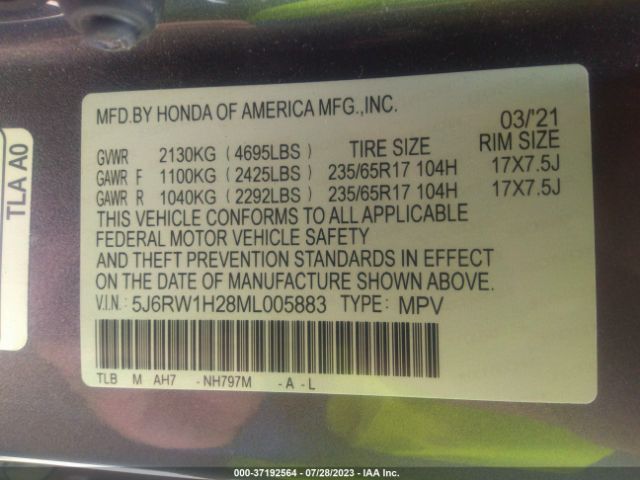 MFD.BY HONDA OF AMERICA MFG.,INC.
03/'21
GVWR 2130KG (4695LBS) TIRE SIZE RIM SIZE
GAWR F 1100KG (2425LBS) 235/65R17 104H 17X7.5J
GAWR R 1040KG (2292LBS) 235/65R17 104H 17X7.5J
THIS VEHICLE CONFORMS TO ALL APPLICABLE
FEDERAL MOTOR VEHICLE SAFETY
AND THEFT PREVENTION STANDARDS IN EFFECT
ON THE DATE OF MANUFACTURE SHOWN ABOVE.
V.I.N.: 5J6RW1H28ML005883 TYPE: MPV
TLB M AH7 -NH797M -A-L
TLA A0
000-37192564 / 07/28/2023 / IAA Inc.